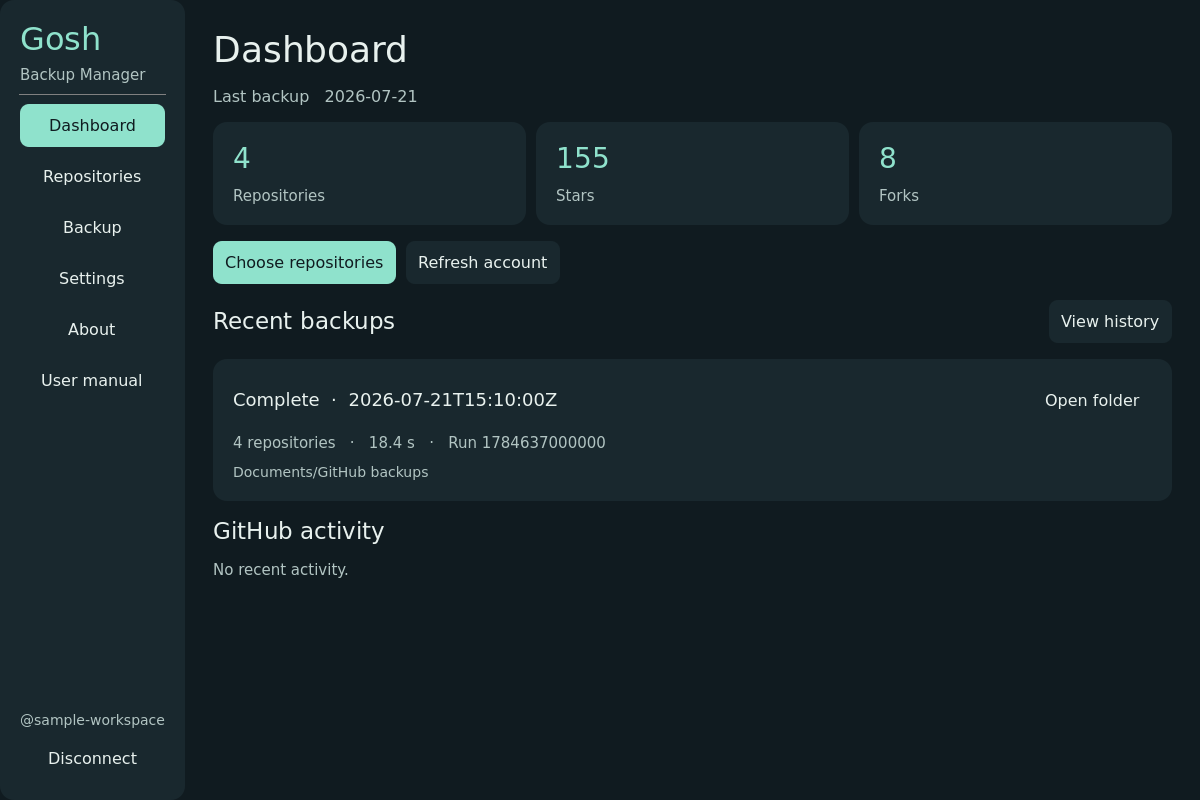 Gosh
Backup Manager
Dashboard
Repositories
Backup
Settings
About
User manual
@sample-workspace
Disconnect
Dashboard
Last backup 2026-07-21
4
Repositories
155
Stars
8
Forks
Choose repositories
Refresh account
Recent backups
View history
Complete · 2026-07-21T15:10:00Z
Open folder
4 repositories · 18.4 s · Run 1784637000000
Documents/GitHub backups
GitHub activity
No recent activity.